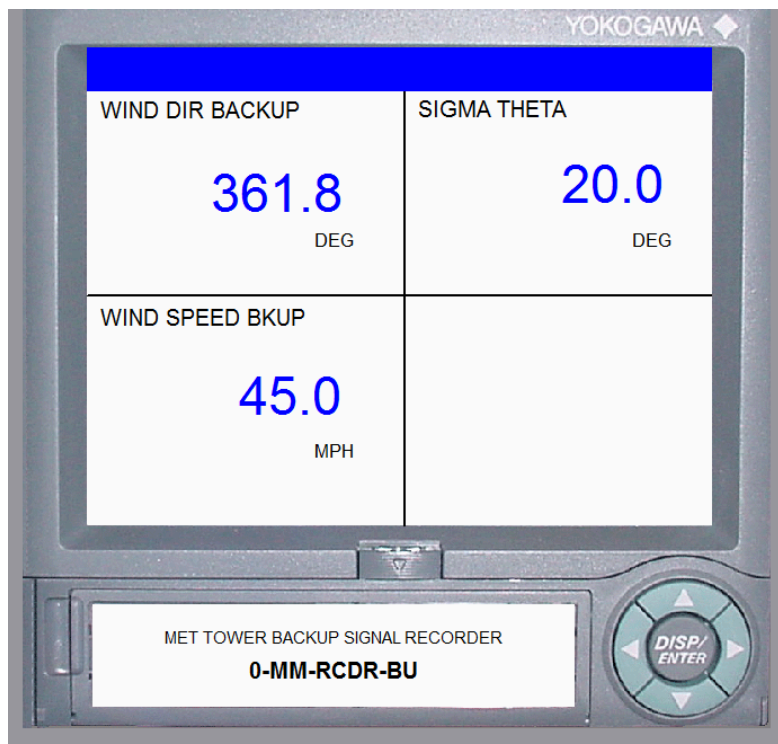 YOKOGAWA
WIND DIR BACKUP
361.8
DEG
SIGMA THETA
20.0
DEG
WIND SPEED BKUP
45.0
MPH
MET TOWER BACKUP SIGNAL RECORDER
0-MM-RCDR-BU
DISP/
ENTER